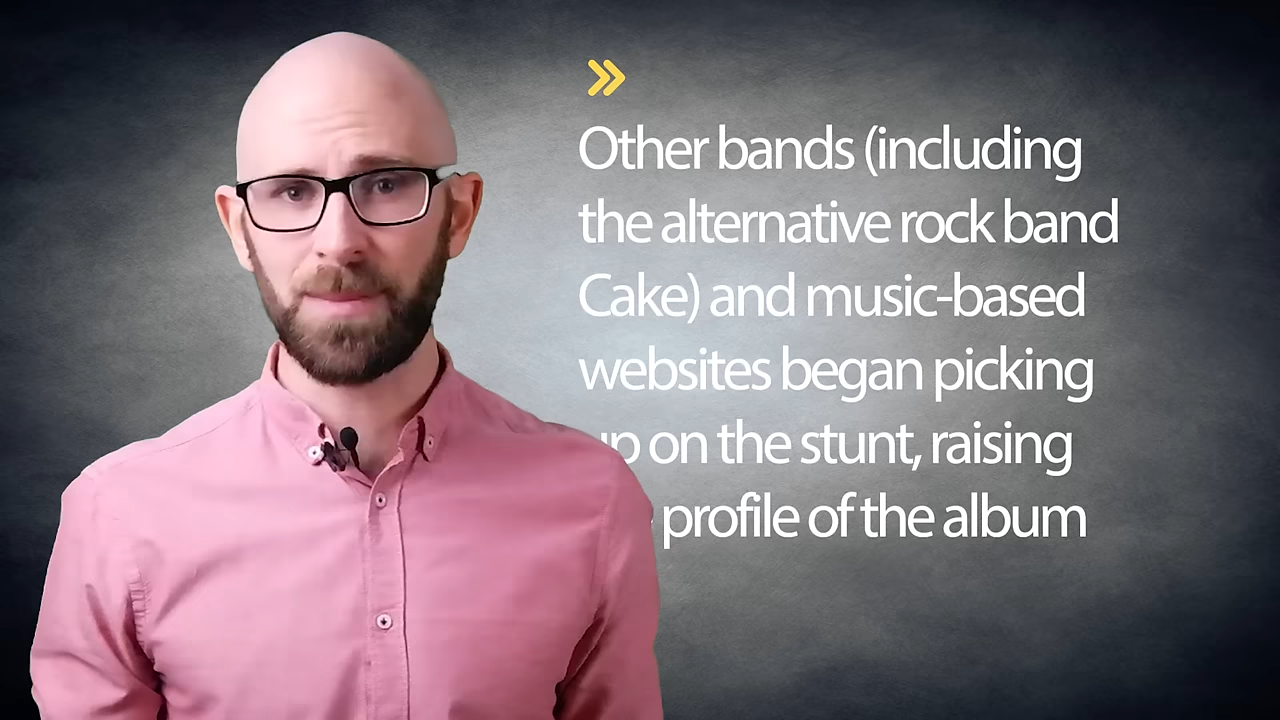 Other bands (including
the alternative rock band
Cake) and music-based
websites began picking
on the stunt, raising
profile of the album